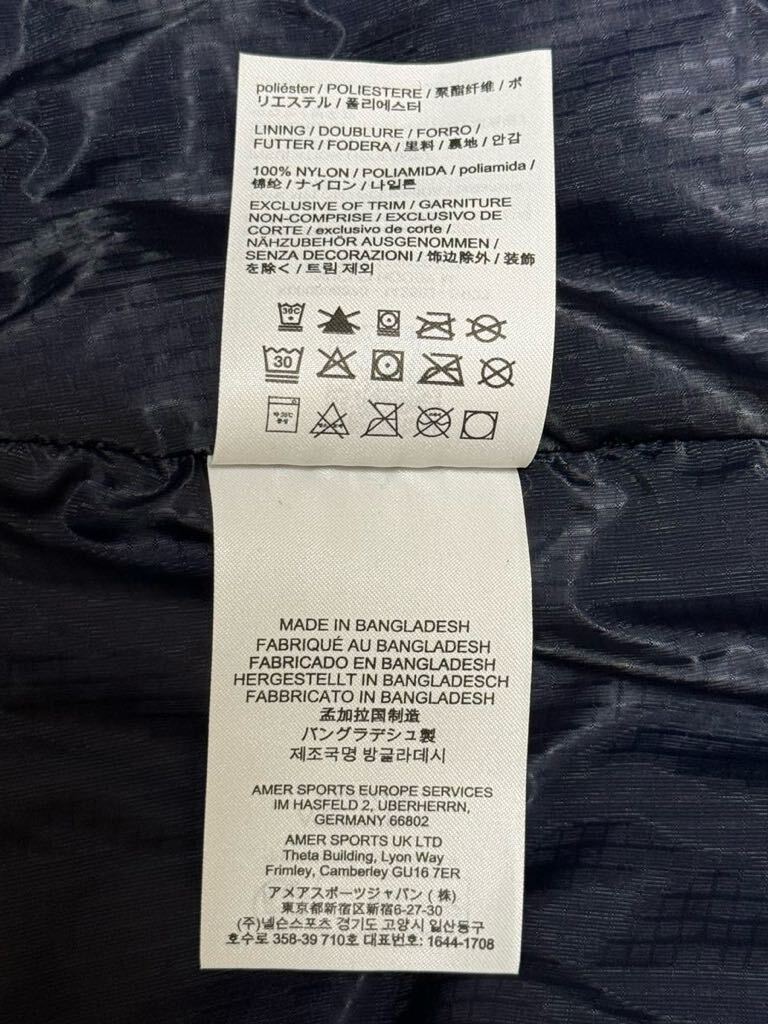 poliéster / POLIESTERE / 聚酯纤维 / ポ
リエステル / 폴리에스터
LINING / DOUBLURE / FORRO /
FUTTER / FODERA / 里料 / 裏地 / 안감
100% NYLON / POLIAMIDA / poliamida /
锦纶 / ナイロン / 나일론
EXCLUSIVE OF TRIM / GARNITURE
NON-COMPRISE / EXCLUSIVO DE
CORTE / exclusivo de corte /
NÄHZUBEHÖR AUSGENOMMEN /
SENZA DECORAZIONI / 饰边除外 / 装飾
を除く / 트림 제외
30C
30
MADE IN BANGLADESH
FABRIQUÉ AU BANGLADESH
FABRICADO EN BANGLADESH
HERGESTELLT IN BANGLADESCH
FABBRICATO IN BANGLADESH
孟加拉国制造
バングラデシュ製
제조국명 방글라데시
AMER SPORTS EUROPE SERVICES
IM HASFELD 2, UBERHERRN,
GERMANY 66802
AMER SPORTS UK LTD
Theta Building, Lyon Way
Frimley, Camberley GU16 7ER
アメアスポーツジャパン ( 株)
東京都新宿区新宿6-27-30
(주)넬슨스포츠 경기도 고양시 일산동구
호수로 358-39 710호 대표번호: 1644-1708